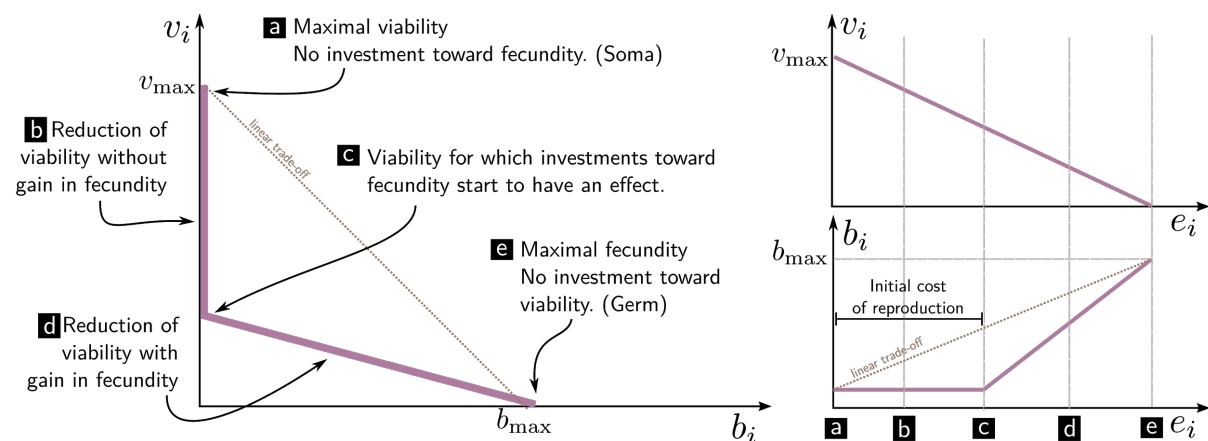 v_i
a Maximal viability
No investment toward fecundity. (Soma)
v_max
b Reduction of
viability without
gain in fecundity
linear trade-off
c Viability for which investments toward
fecundity start to have an effect.
e Maximal fecundity
No investment toward
viability. (Germ)
d Reduction of
viability with
gain in fecundity
b_max
b_i
v_i
v_max
e_i
b_i
b_max
Initial cost
of reproduction
linear trade-off
a b c d e
e_i